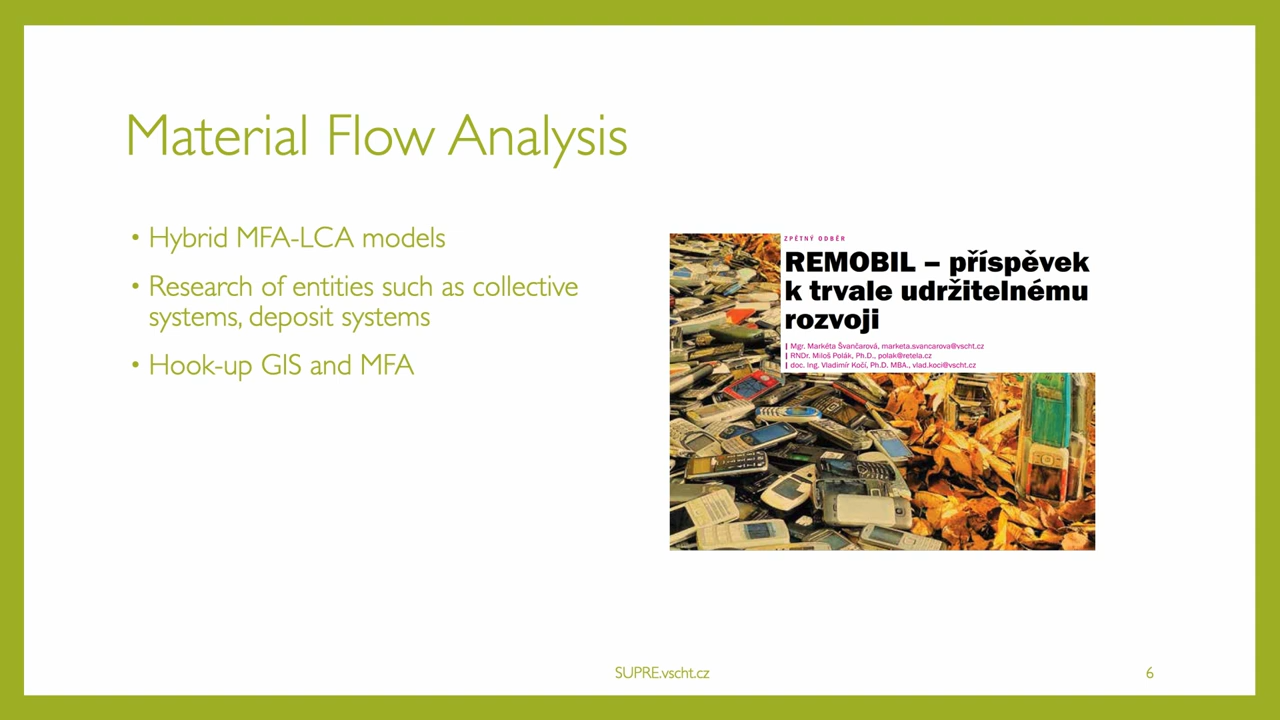 Material Flow Analysis
• Hybrid MFA-LCA models
• Research of entities such as collective
systems, deposit systems
• Hook-up GIS and MFA
ZPĚTNÝ ODBĚR
REMOBIL – příspěvek
k trvale udržitelnému
rozvoji
| Mgr. Markéta Švančarová, marketa.svancarova@vscht.cz
| RNDr. Miloš Polák, Ph.D., polak@retela.cz
| doc. Ing. Vladimír Kočí, Ph.D. MBA., vlad.koci@vscht.cz
SUPRE.vscht.cz
6